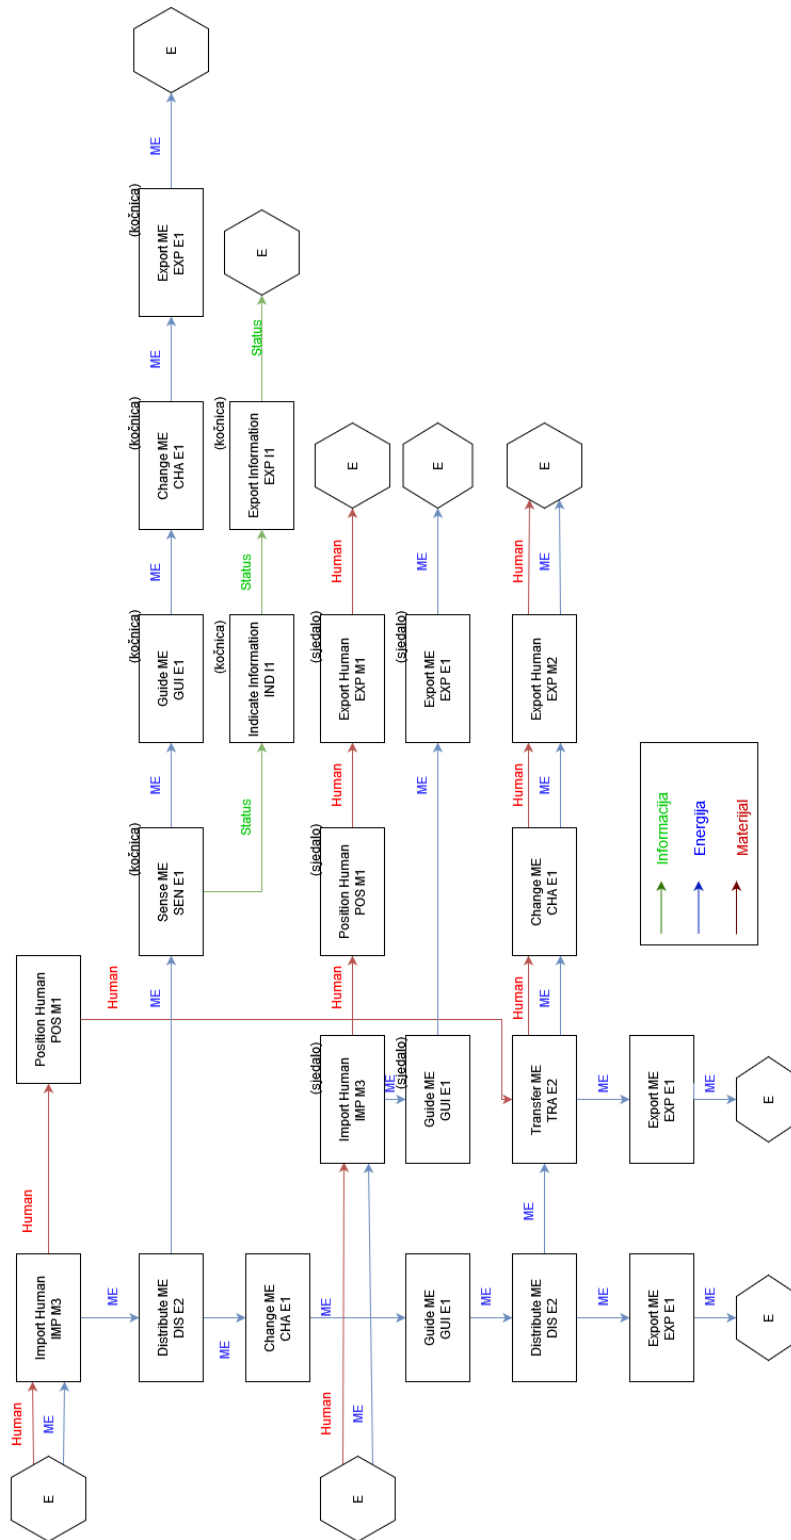 E
Human
ME
Import Human
IMP M3
Human
Position Human
POS M1
ME
Human
Distribute ME
DIS E2
ME
(kočnica)
Sense ME
SEN E1
ME
(kočnica)
Guide ME
GUI E1
ME
(kočnica)
Change ME
CHA E1
ME
(kočnica)
Export ME
EXP E1
ME
E
ME
Change ME
CHA E1
Status
(kočnica)
Indicate Information
IND I1
Status
(kočnica)
Export Information
EXP I1
Status
E
E
Human
ME
ME
(sjedalo)
Import Human
IMP M3
Human
(sjedalo)
Position Human
POS M1
Human
(sjedalo)
Export Human
EXP M1
Human
E
ME
Guide ME
GUI E1
(sjedalo)
Guide ME
GUI E1
(sjedalo)
Export ME
EXP E1
ME
E
ME
Distribute ME
DIS E2
ME
Transfer ME
TRA E2
Human
ME
Change ME
CHA E1
Human
ME
Export Human
EXP M2
Human
ME
E
ME
ME
Export ME
EXP E1
Export ME
EXP E1
ME
ME
E
E
Informacija
Energija
Materijal